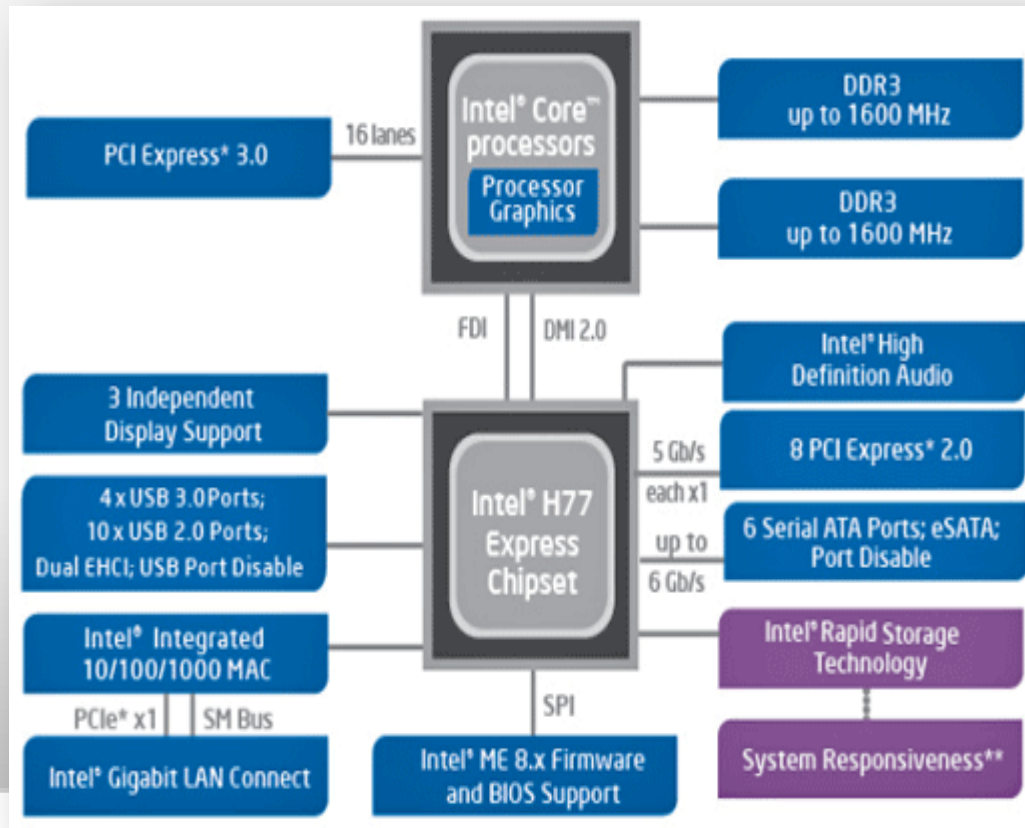 Intel® Core™
processors
Processor
Graphics
PCI Express* 3.0
16 lanes
DDR3
up to 1600 MHz
DDR3
up to 1600 MHz
FDI
DMI 2.0
Intel® High
Definition Audio
3 Independent
Display Support
5 Gb/s
each x1
8 PCI Express* 2.0
4 x USB 3.0 Ports;
10 x USB 2.0 Ports;
Dual EHCI; USB Port Disable
Intel® H77
Express
Chipset
up to
6 Gb/s
6 Serial ATA Ports; eSATA;
Port Disable
Intel® Integrated
10/100/1000 MAC
Intel® Rapid Storage
Technology
PCIe* x1
SM Bus
SPI
Intel® Gigabit LAN Connect
Intel® ME 8.x Firmware
and BIOS Support
System Responsiveness**